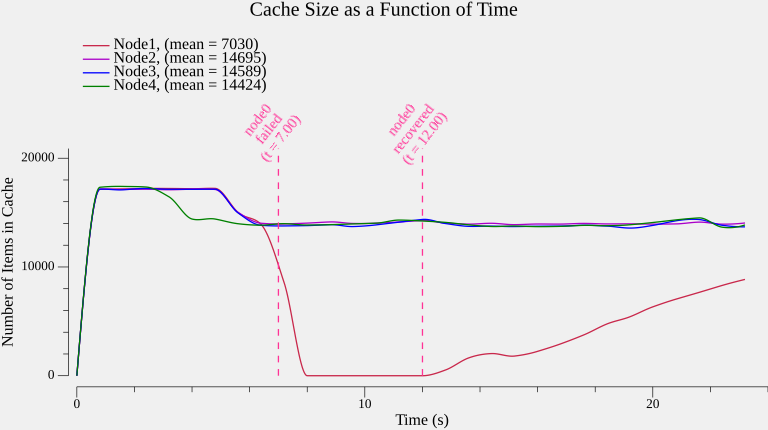 Cache Size as a Function of Time
Node1, (mean = 7030)
Node2, (mean = 14695)
Node3, (mean = 14589)
Node4, (mean = 14424)
node0
failed
(t = 7.00)
node0
recovered
(t = 12.00)
Number of Items in Cache
20000
10000
0
0
10
20
Time (s)